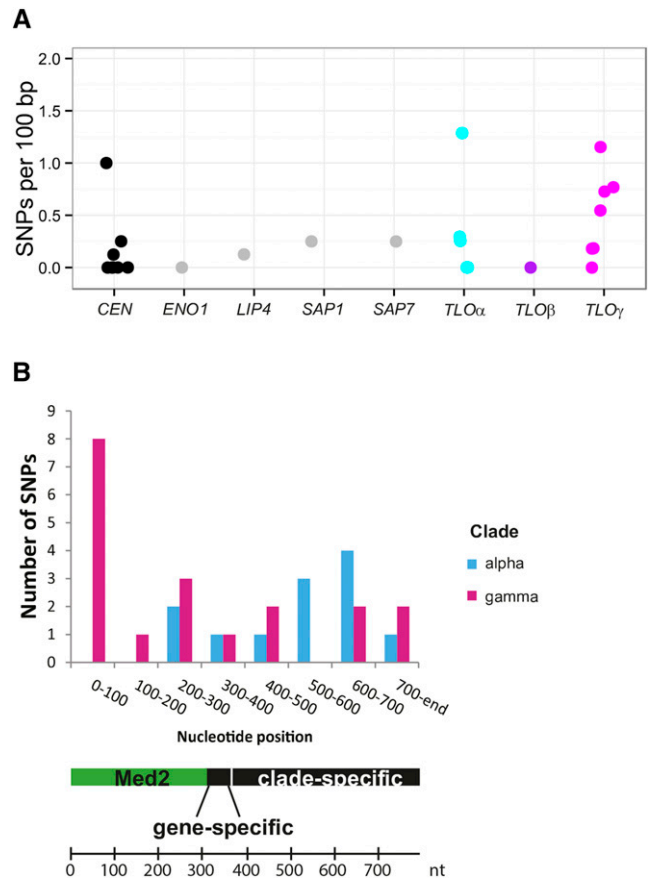 A
SNPs per 100 bp
2.0
1.5
1.0
0.5
0.0
CEN ENO1 LIP4 SAP1 SAP7 TLOα TLOβ TLOγ
B
Number of SNPs
9
8
7
6
5
4
3
2
1
0
0-100 100-200 200-300 300-400 400-500 500-600 600-700 700-end
Nucleotide position
Clade
alpha
gamma
Med2 clade-specific
gene-specific
0 100 200 300 400 500 600 700 nt